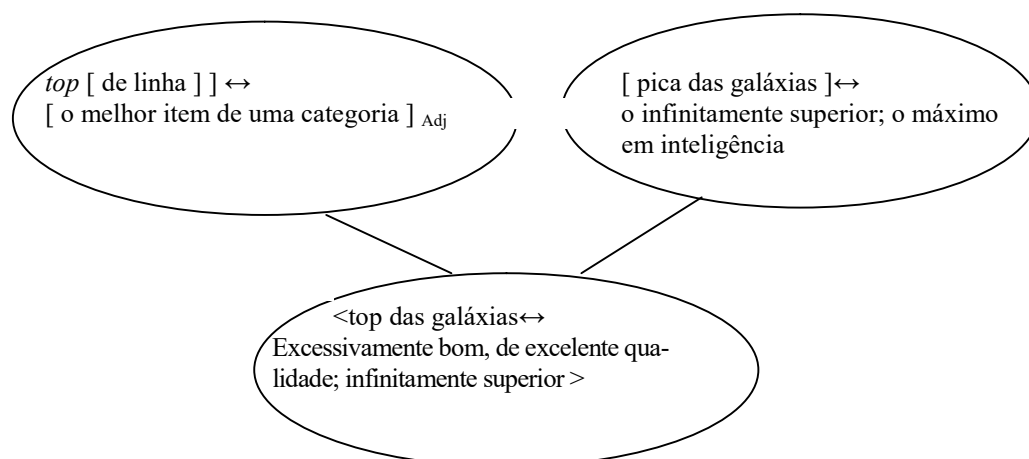 top [ de linha ] ] ↔
[ o melhor item de uma categoria ] Adj
[ pica das galáxias ]↔
o infinitamente superior; o máximo
em inteligência
<top das galáxias↔
Excessivamente bom, de excelente qua-
lidade; infinitamente superior >